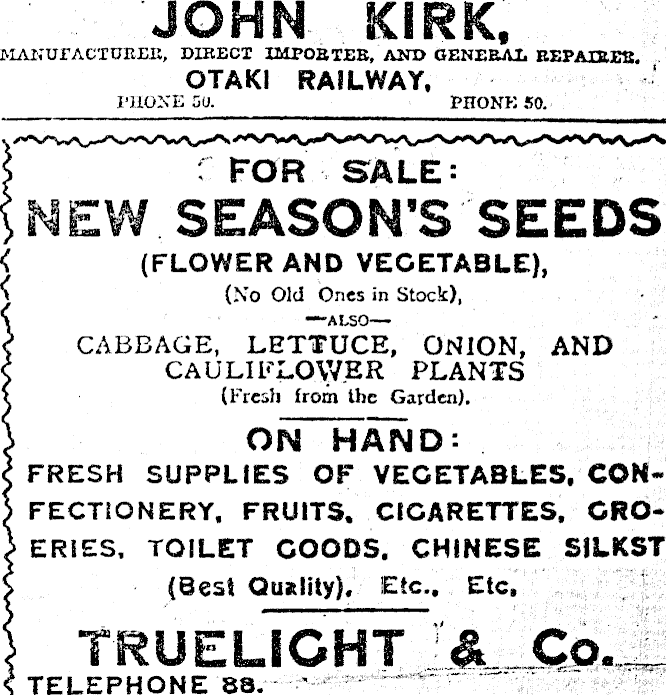 JOHN KIRK,
MANUFACTURER, DIRECT IMPORTER, AND GENERAL REPAIRER.
OTAKI RAILWAY,
PHONE 50. PHONE 50.
FOR SALE:
NEW SEASON'S SEEDS
(FLOWER AND VEGETABLE),
(No Old Ones in Stock),
—ALSO—
CABBAGE, LETTUCE, ONION, AND
CAULIFLOWER PLANTS
(Fresh from the Garden).
ON HAND:
FRESH SUPPLIES OF VEGETABLES, CON-
FECTIONERY, FRUITS, CIGARETTES, GRO-
ERIES, TOILET GOODS, CHINESE SILKST
(Best Quality), Etc., Etc,
TRUELIGHT & Co.
TELEPHONE 88.